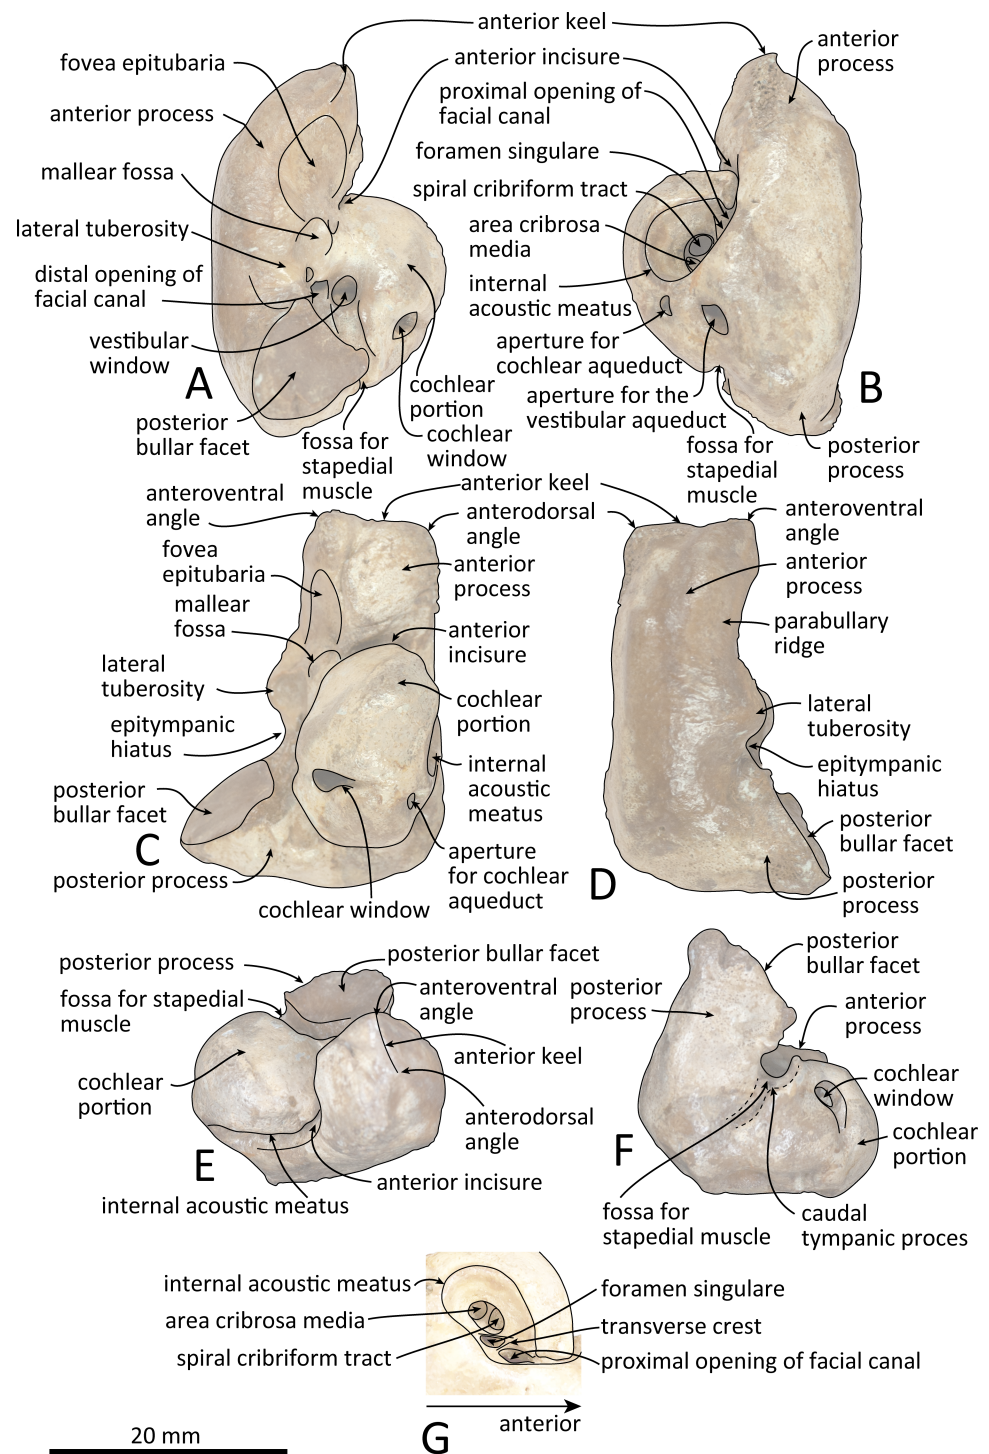 anterior keel
fovea epitubaria
anterior incisure
anterior
process
anterior process
proximal opening of
facial canal
mallear fossa
foramen singulare
spiral cribriform tract
lateral tuberosity
area cribrosa
media
distal opening of
facial canal
internal
acoustic meatus
vestibular
window
aperture for
cochlear aqueduct
A
B
cochlear
portion
aperture for the
vestibular aqueduct
posterior
bullar facet
fossa for
stapedial
muscle
cochlear
window
fossa for
stapedial
muscle
posterior
process
anterior keel
anteroventral
angle
anterodorsal
angle
anteroventral
angle
fovea
epitubaria
anterior
process
anterior
process
mallear
fossa
anterior
incisure
parabullary
ridge
lateral
tuberosity
cochlear
portion
lateral
tuberosity
epitympanic
hiatus
internal
acoustic
meatus
epitympanic
hiatus
posterior
bullar facet
posterior
bullar facet
C
posterior process
aperture
for cochlear
aqueduct
D
posterior
process
cochlear window
posterior process
posterior bullar facet
posterior
bullar facet
fossa for stapedial
muscle
anteroventral
angle
posterior
process
anterior
process
anterior keel
cochlear
portion
cochlear
window
anterodorsal
angle
cochlear
portion
E
F
anterior incisure
internal acoustic meatus
fossa for
stapedial muscle
caudal
tympanic proces
internal acoustic meatus
foramen singulare
area cribrosa media
transverse crest
spiral cribriform tract
proximal opening of facial canal
anterior
G
20 mm